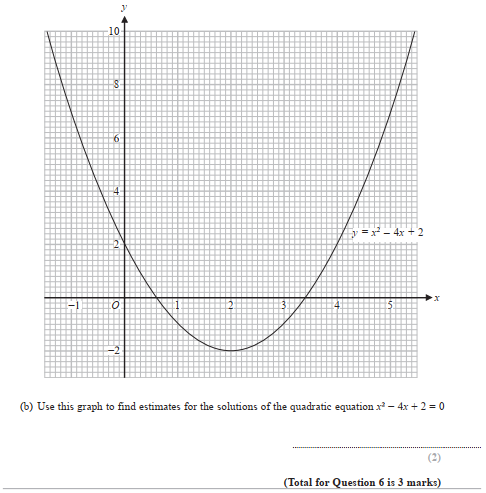 y
10
8
6
4
y = x² – 4x + 2
2
–1 O 1 2 3 4 5 x
–2
(b) Use this graph to find estimates for the solutions of the quadratic equation x² – 4x + 2 = 0
(2)
(Total for Question 6 is 3 marks)